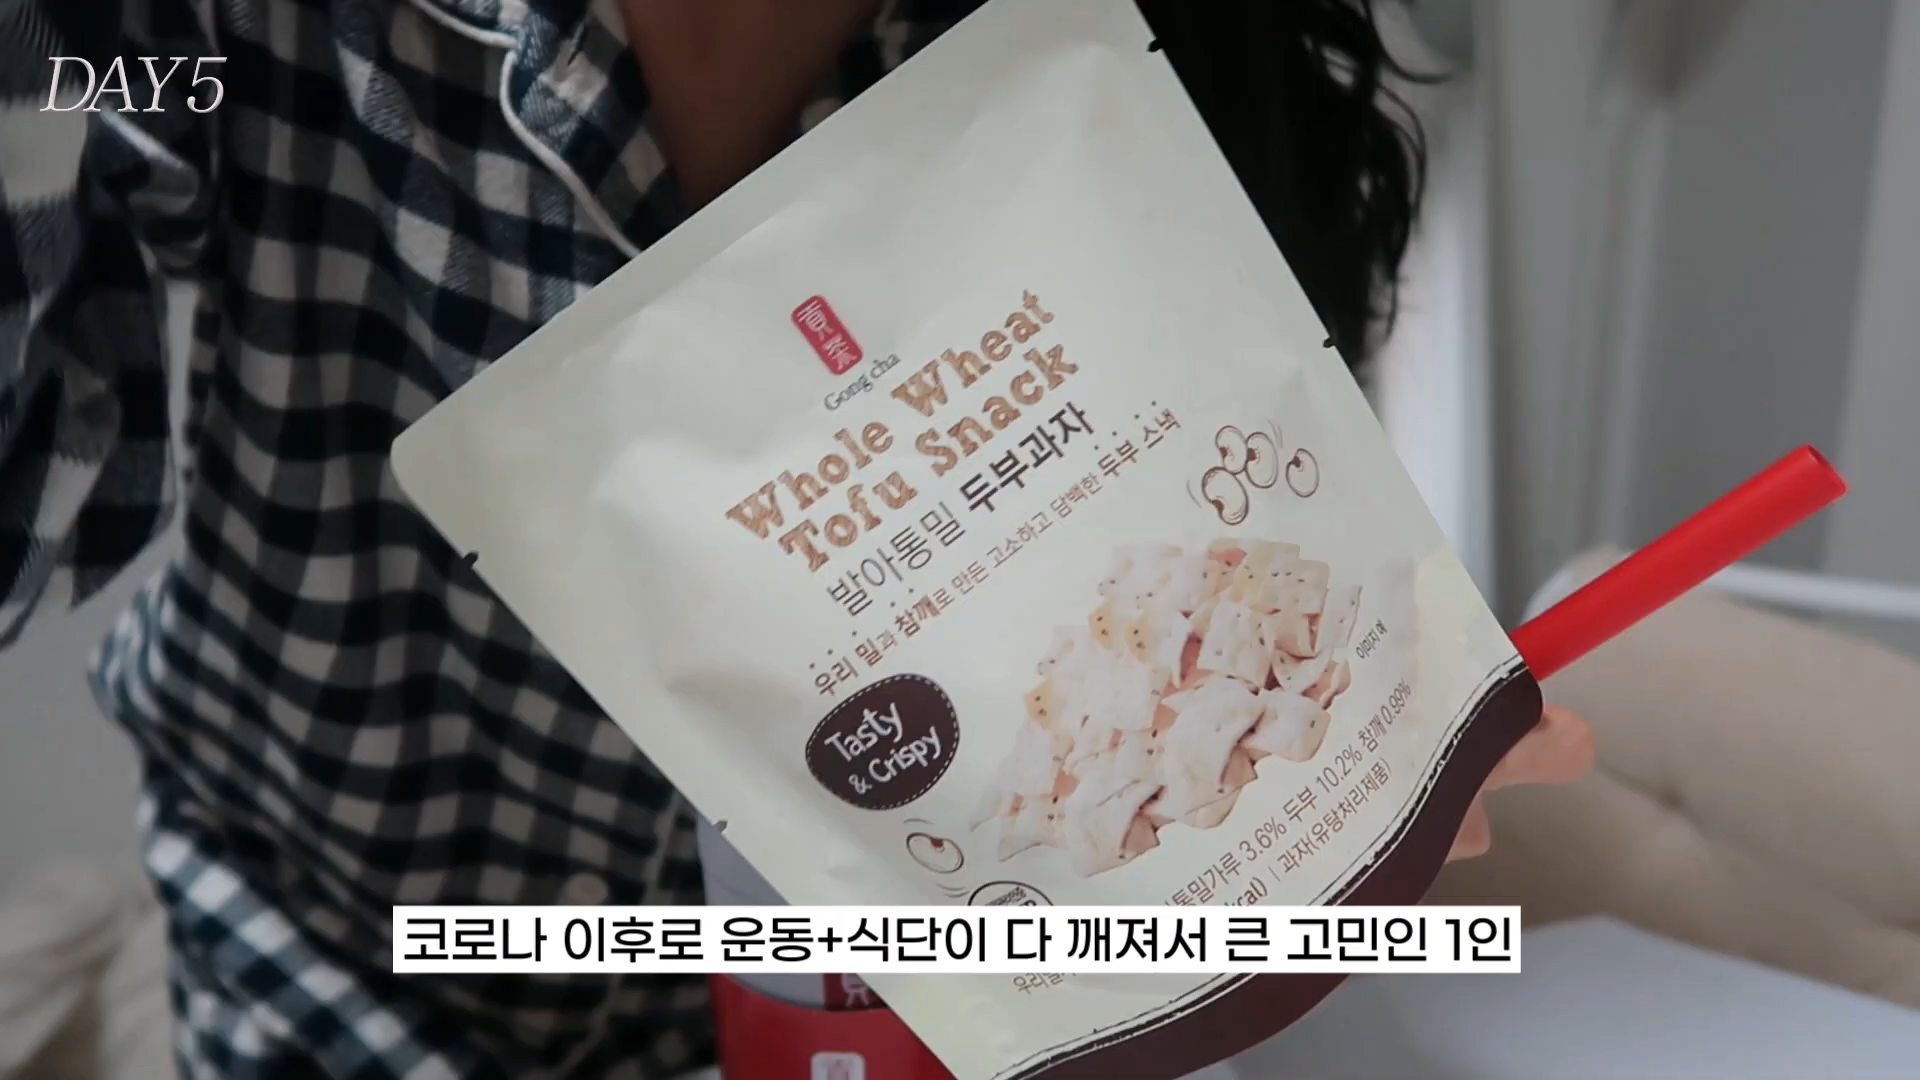 DAY 5
貢茶
Gong cha
Whole Wheat
Tofu Snack
발아통밀 두부과자
우리 밀과 참깨로 만든 고소하고 담백한 두부 스낵
Tasty
& Crispy
이미지 예
통밀가루 3.6% 두부 10.2% 참깨 0.99%
kcal) | 과자(유탕처리제품)
코로나 이후로 운동+식단이 다 깨져서 큰 고민인 1인